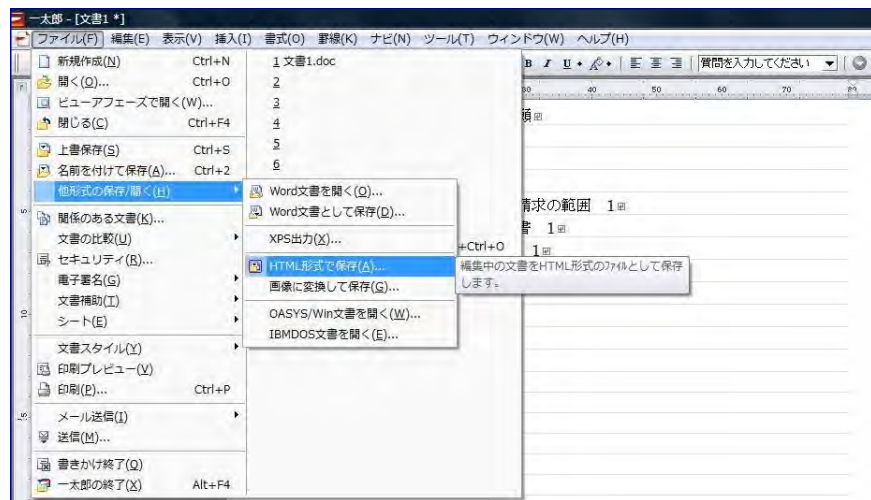 一太郎 - [文書1 *]
ファイル(F) 編集(E) 表示(V) 挿入(I) 書式(O) 罫線(K) ナビ(N) ツール(T) ウィンドウ(W) ヘルプ(H)
B I U 質問を入力してください
新規作成(N) Ctrl+N
開く(O)... Ctrl+O
ビューアフェーズで開く(W)...
閉じる(C) Ctrl+F4
上書保存(S) Ctrl+S
名前を付けて保存(A)... Ctrl+2
他形式の保存/開く(H)
関係のある文書(K)...
文書の比較(U)
セキュリティ(R)...
電子署名(G)
文書補助(T)
シート(E)
文書スタイル(Y)
印刷プレビュー(V)
印刷(P)... Ctrl+P
メール送信(I)
送信(M)...
書きかけ終了(Q)
一太郎の終了(X) Alt+F4
1 文書1.doc
2
3
4
5
6
Word文書を開く(O)...
Word文書として保存(D)...
XPS出力(X)...
HTML形式で保存(A)...
画像に変換して保存(G)...
OASYS/Win文書を開く(W)...
IBMDOS文書を開く(E)...
+Ctrl+O
編集中の文書をHTML形式のファイルとして保存
します。
30 40 50 60 70
請求の範囲 1
書 1
1
5
10
15